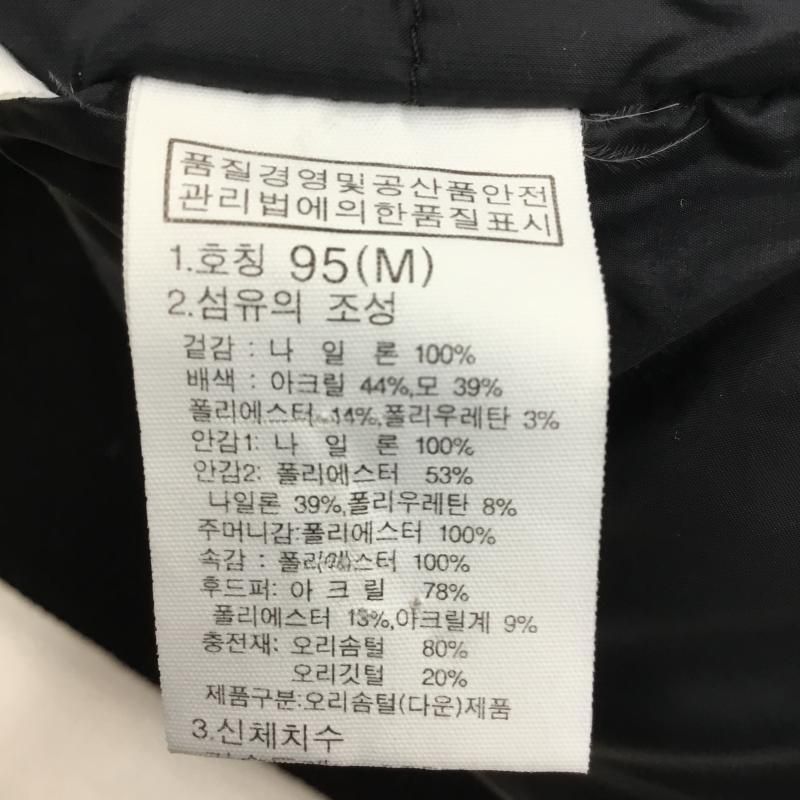 품질경영및공산품안전
관리법에의한품질표시
1.호칭 95(M)
2.섬유의 조성
겉감 : 나 일 론 100%
배색 : 아크릴 44%,모 39%
폴리에스터 14%,폴리우레탄 3%
안감1: 나 일 론 100%
안감2: 폴리에스터 53%
나일론 39%,폴리우레탄 8%
주머니감:폴리에스터 100%
속감 : 폴리에스터 100%
후드퍼: 아 크 릴 78%
폴리에스터 13%,아크릴계 9%
충전재: 오리솜털 80%
오리깃털 20%
제품구분:오리솜털(다운)제품
3.신체치수